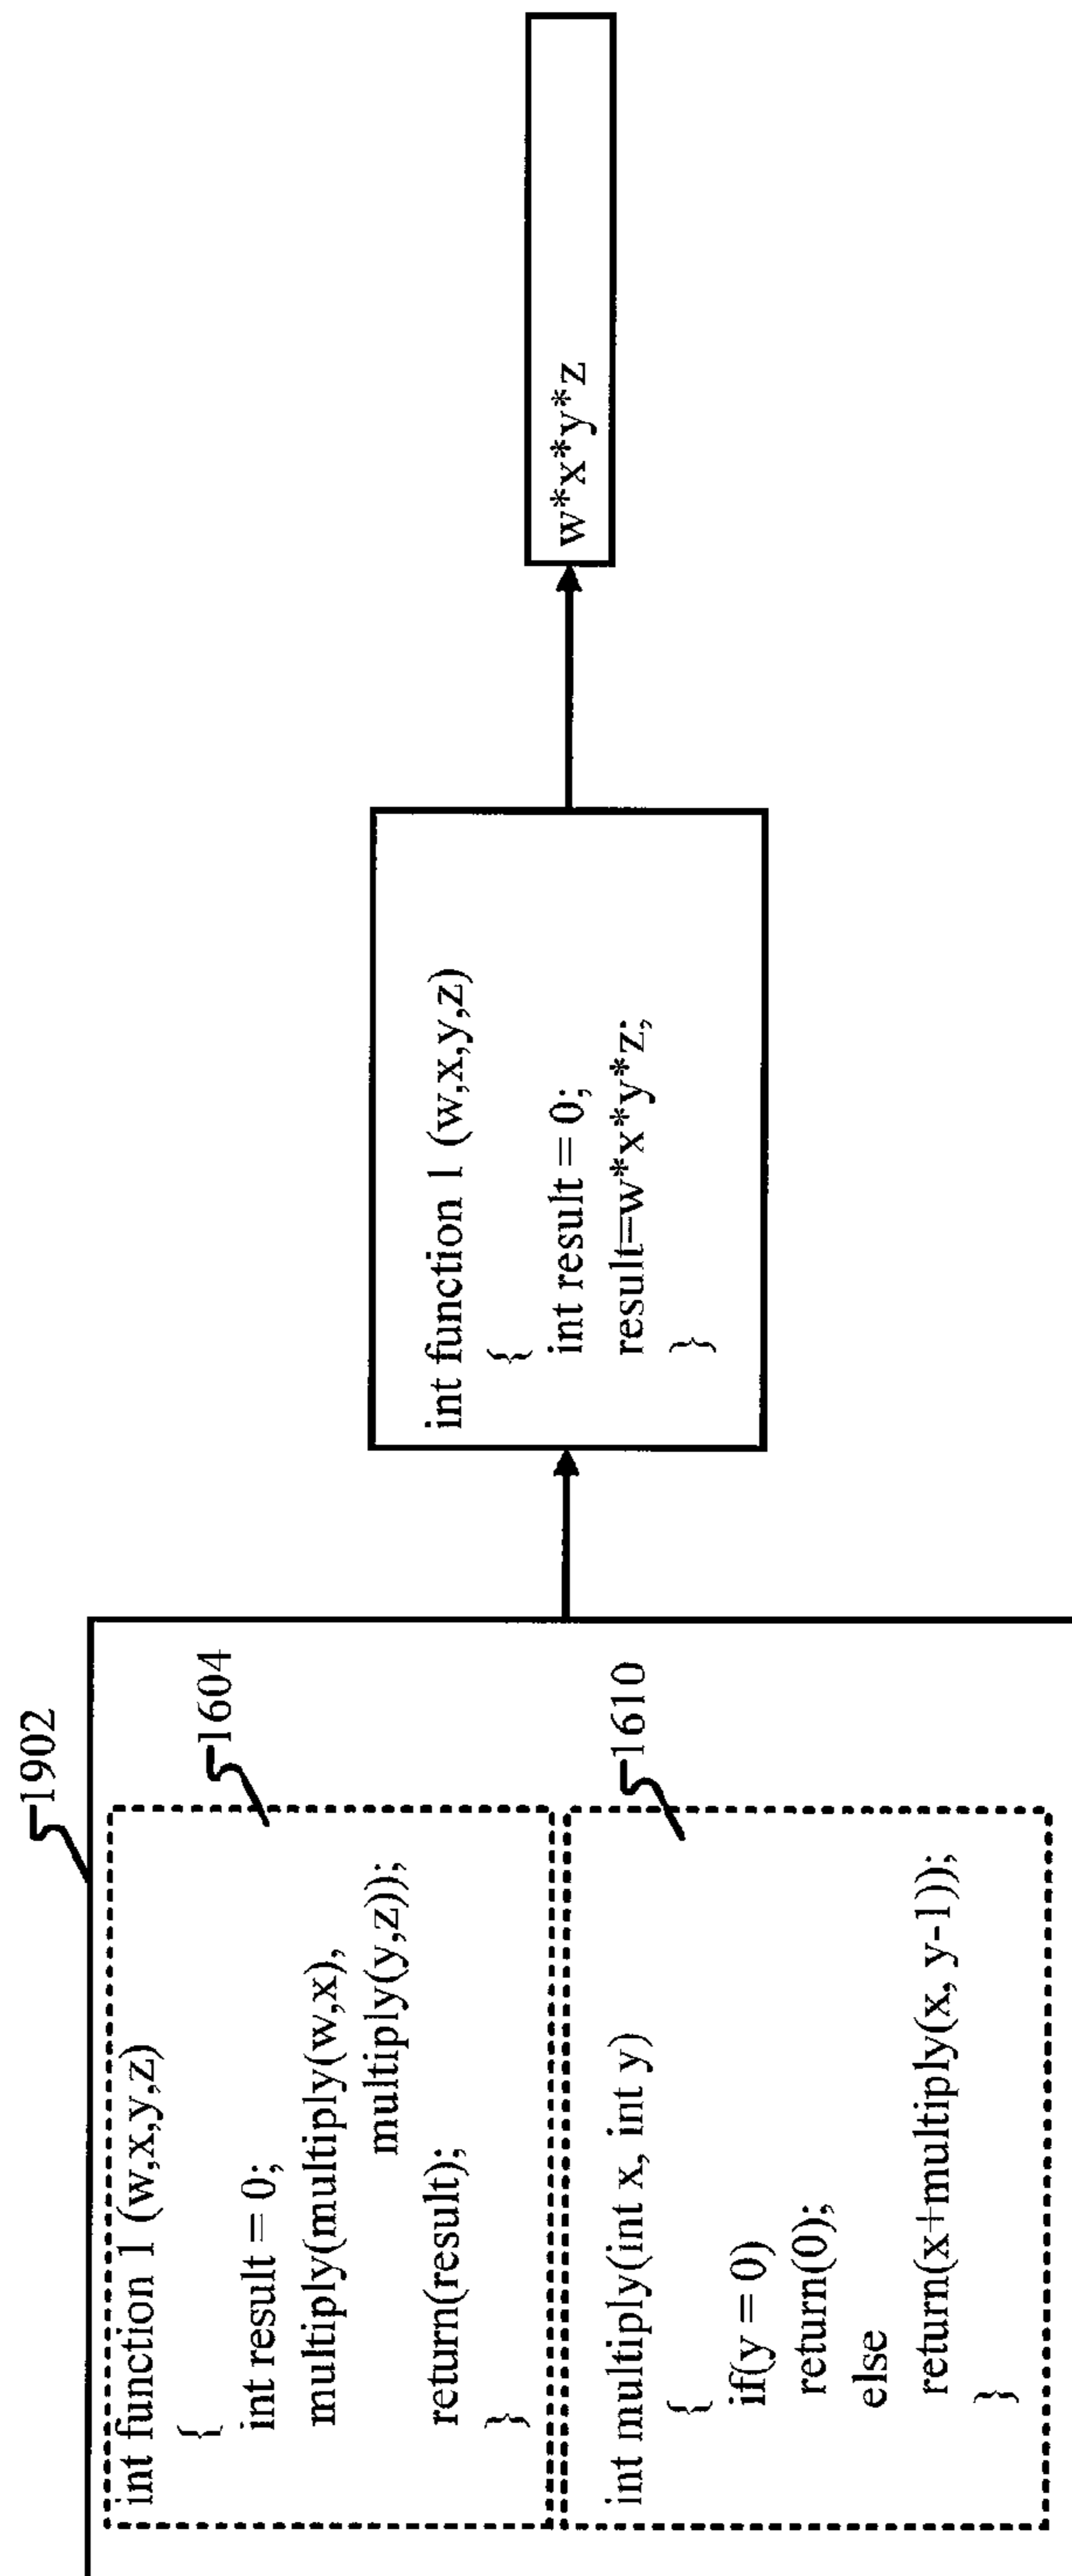 1902
int function 1 (w,x,y,z)
{
int result = 0;
multiply(multiply(w,x),
multiply(y,z));
return(result);
}
1604
int multiply(int x, int y)
{
if(y = 0)
return(0);
else
return(x+multiply(x, y-1));
}
1610
int function 1 (w,x,y,z)
{
int result = 0;
result=w*x*y*z;
}
w*x*y*z